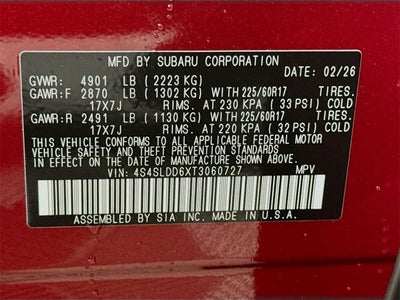 MFD BY SUBARU CORPORATION
GVWR: 4901 LB (2223 KG) DATE: 02/26
GAWR:F 2870 LB (1302 KG) WITH 225/60R17 TIRES.
17X7J RIMS. AT 230 KPA (33 PSI) COLD
GAWR:R 2491 LB (1130 KG) WITH 225/60R17 TIRES.
17X7J RIMS. AT 220 KPA (32 PSI) COLD
THIS VEHICLE CONFORMS TO ALL APPLICABLE FEDERAL
MOTOR VEHICLE SAFETY, BUMPER, AND THEFT
PREVENTION STANDARDS IN EFFECT ON THE DATE OF
MANUFACTURE SHOWN ABOVE.
VIN: 4S4SLDD6XT3060727 MPV
ASSEMBLED BY SIA INC. MADE IN U.S.A.